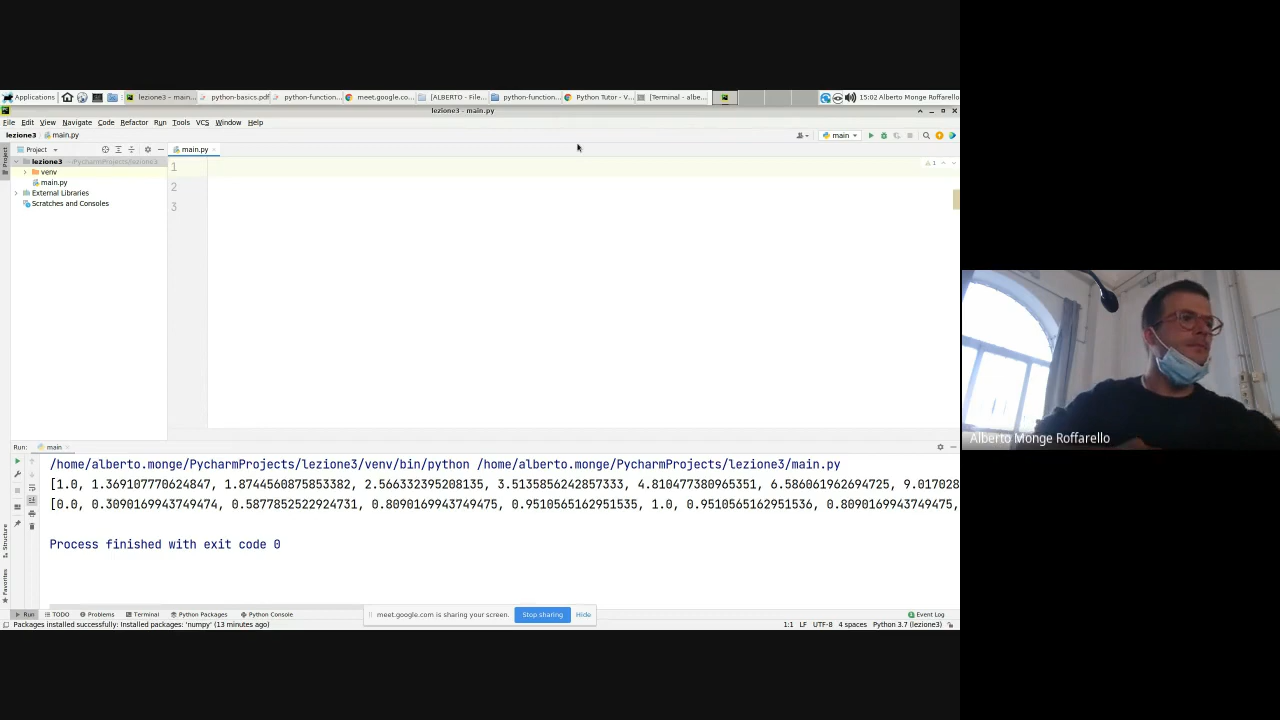 Applications
lezione3 - main...
python-basics.pdf
python-function...
meet.google.co...
[ALBERTO - File...
python-function...
Python Tutor - V...
[Terminal - albe...
15:02 Alberto Monge Roffarello
lezione3 - main.py
File Edit View Navigate Code Refactor Run Tools VCS Window Help
lezione3 main.py
main
Project
Project
main.py
lezione3 ~/PycharmProjects/lezione3
venv
main.py
External Libraries
Scratches and Consoles
1
2
3
1
Alberto Monge Roffarello
Run: main
/home/alberto.monge/PycharmProjects/lezione3/venv/bin/python /home/alberto.monge/PycharmProjects/lezione3/main.py
[1.0, 1.369107770624847, 1.8744560875853382, 2.566332395208135, 3.5135856242857333, 4.810477380965351, 6.586061962694725, 9.017028
[0.0, 0.3090169943749474, 0.5877852522924731, 0.8090169943749475, 0.9510565162951535, 1.0, 0.9510565162951536, 0.8090169943749475,
Process finished with exit code 0
Structure
Favorites
meet.google.com is sharing your screen. Stop sharing Hide
Run TODO Problems Terminal Python Packages Python Console Event Log
Packages installed successfully: Installed packages: 'numpy' (13 minutes ago)
1:1 LF UTF-8 4 spaces Python 3.7 (lezione3)